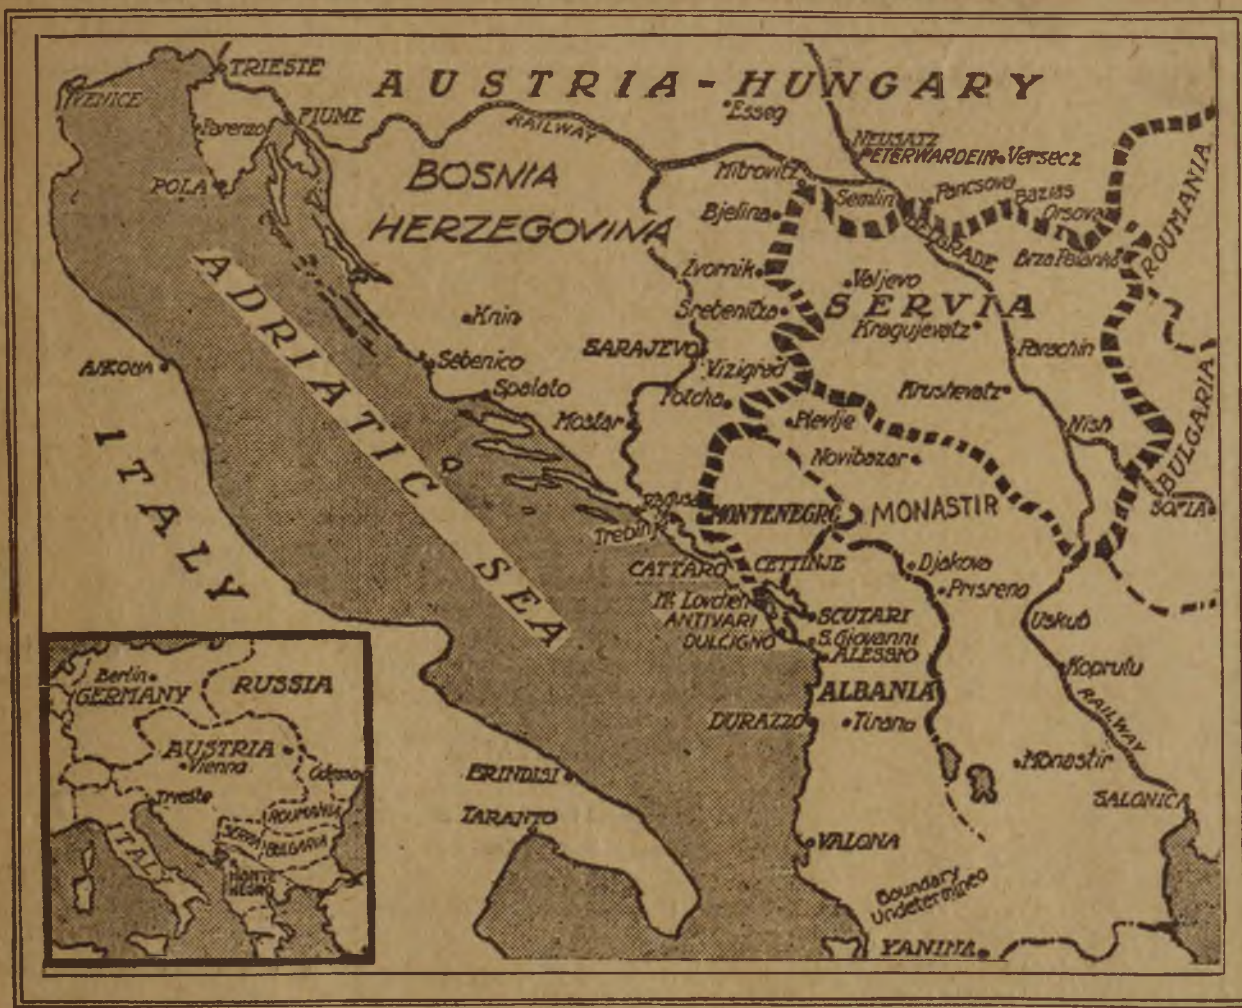 AUSTRIA-HUNGARY
TRIESTE
VENICE
Parenzo
FIUME
POLA
RAILWAY
Esseg
NEUSATZ
PETERWARDEIN
Versecz
BOSNIA
HERZEGOVINA
Mitrovitz
Semlin
Pancsova
Bazias
Orsova
ROUMANIA
Bjelina
BELGRADE
Brza Palanka
Zvornik
Valjevo
SERVIA
Srebenitza
Kragujevatz
Knin
SARAJEVO
Parachin
Sebenico
Vizigrad
Spalato
Fotcha
Krushevatz
ANKONA
Mostar
Plevlje
Nish
BULGARIA
Novibazar
ADRIATIC SEA
ITALY
Ragusa
MONTENEGRO
MONASTIR
SOFIA
Trebinje
CATTARO
CETTINJE
Djakova
Prisreno
Mt. Lovchen
ANTIVARI
SCUTARI
DULCIGNO
S. Giovanni
ALESSIO
Uskub
Koprulu
RAILWAY
ALBANIA
DURAZZO
Tirana
BRINDISI
Monastir
TARANTO
SALONICA
VALONA
Boundary
Undetermined
YANINA
Berlin
GERMANY
RUSSIA
AUSTRIA
Vienna
Odessa
Trieste
ROUMANIA
SERVIA
BULGARIA
ITALY
MONTE
NEGRO